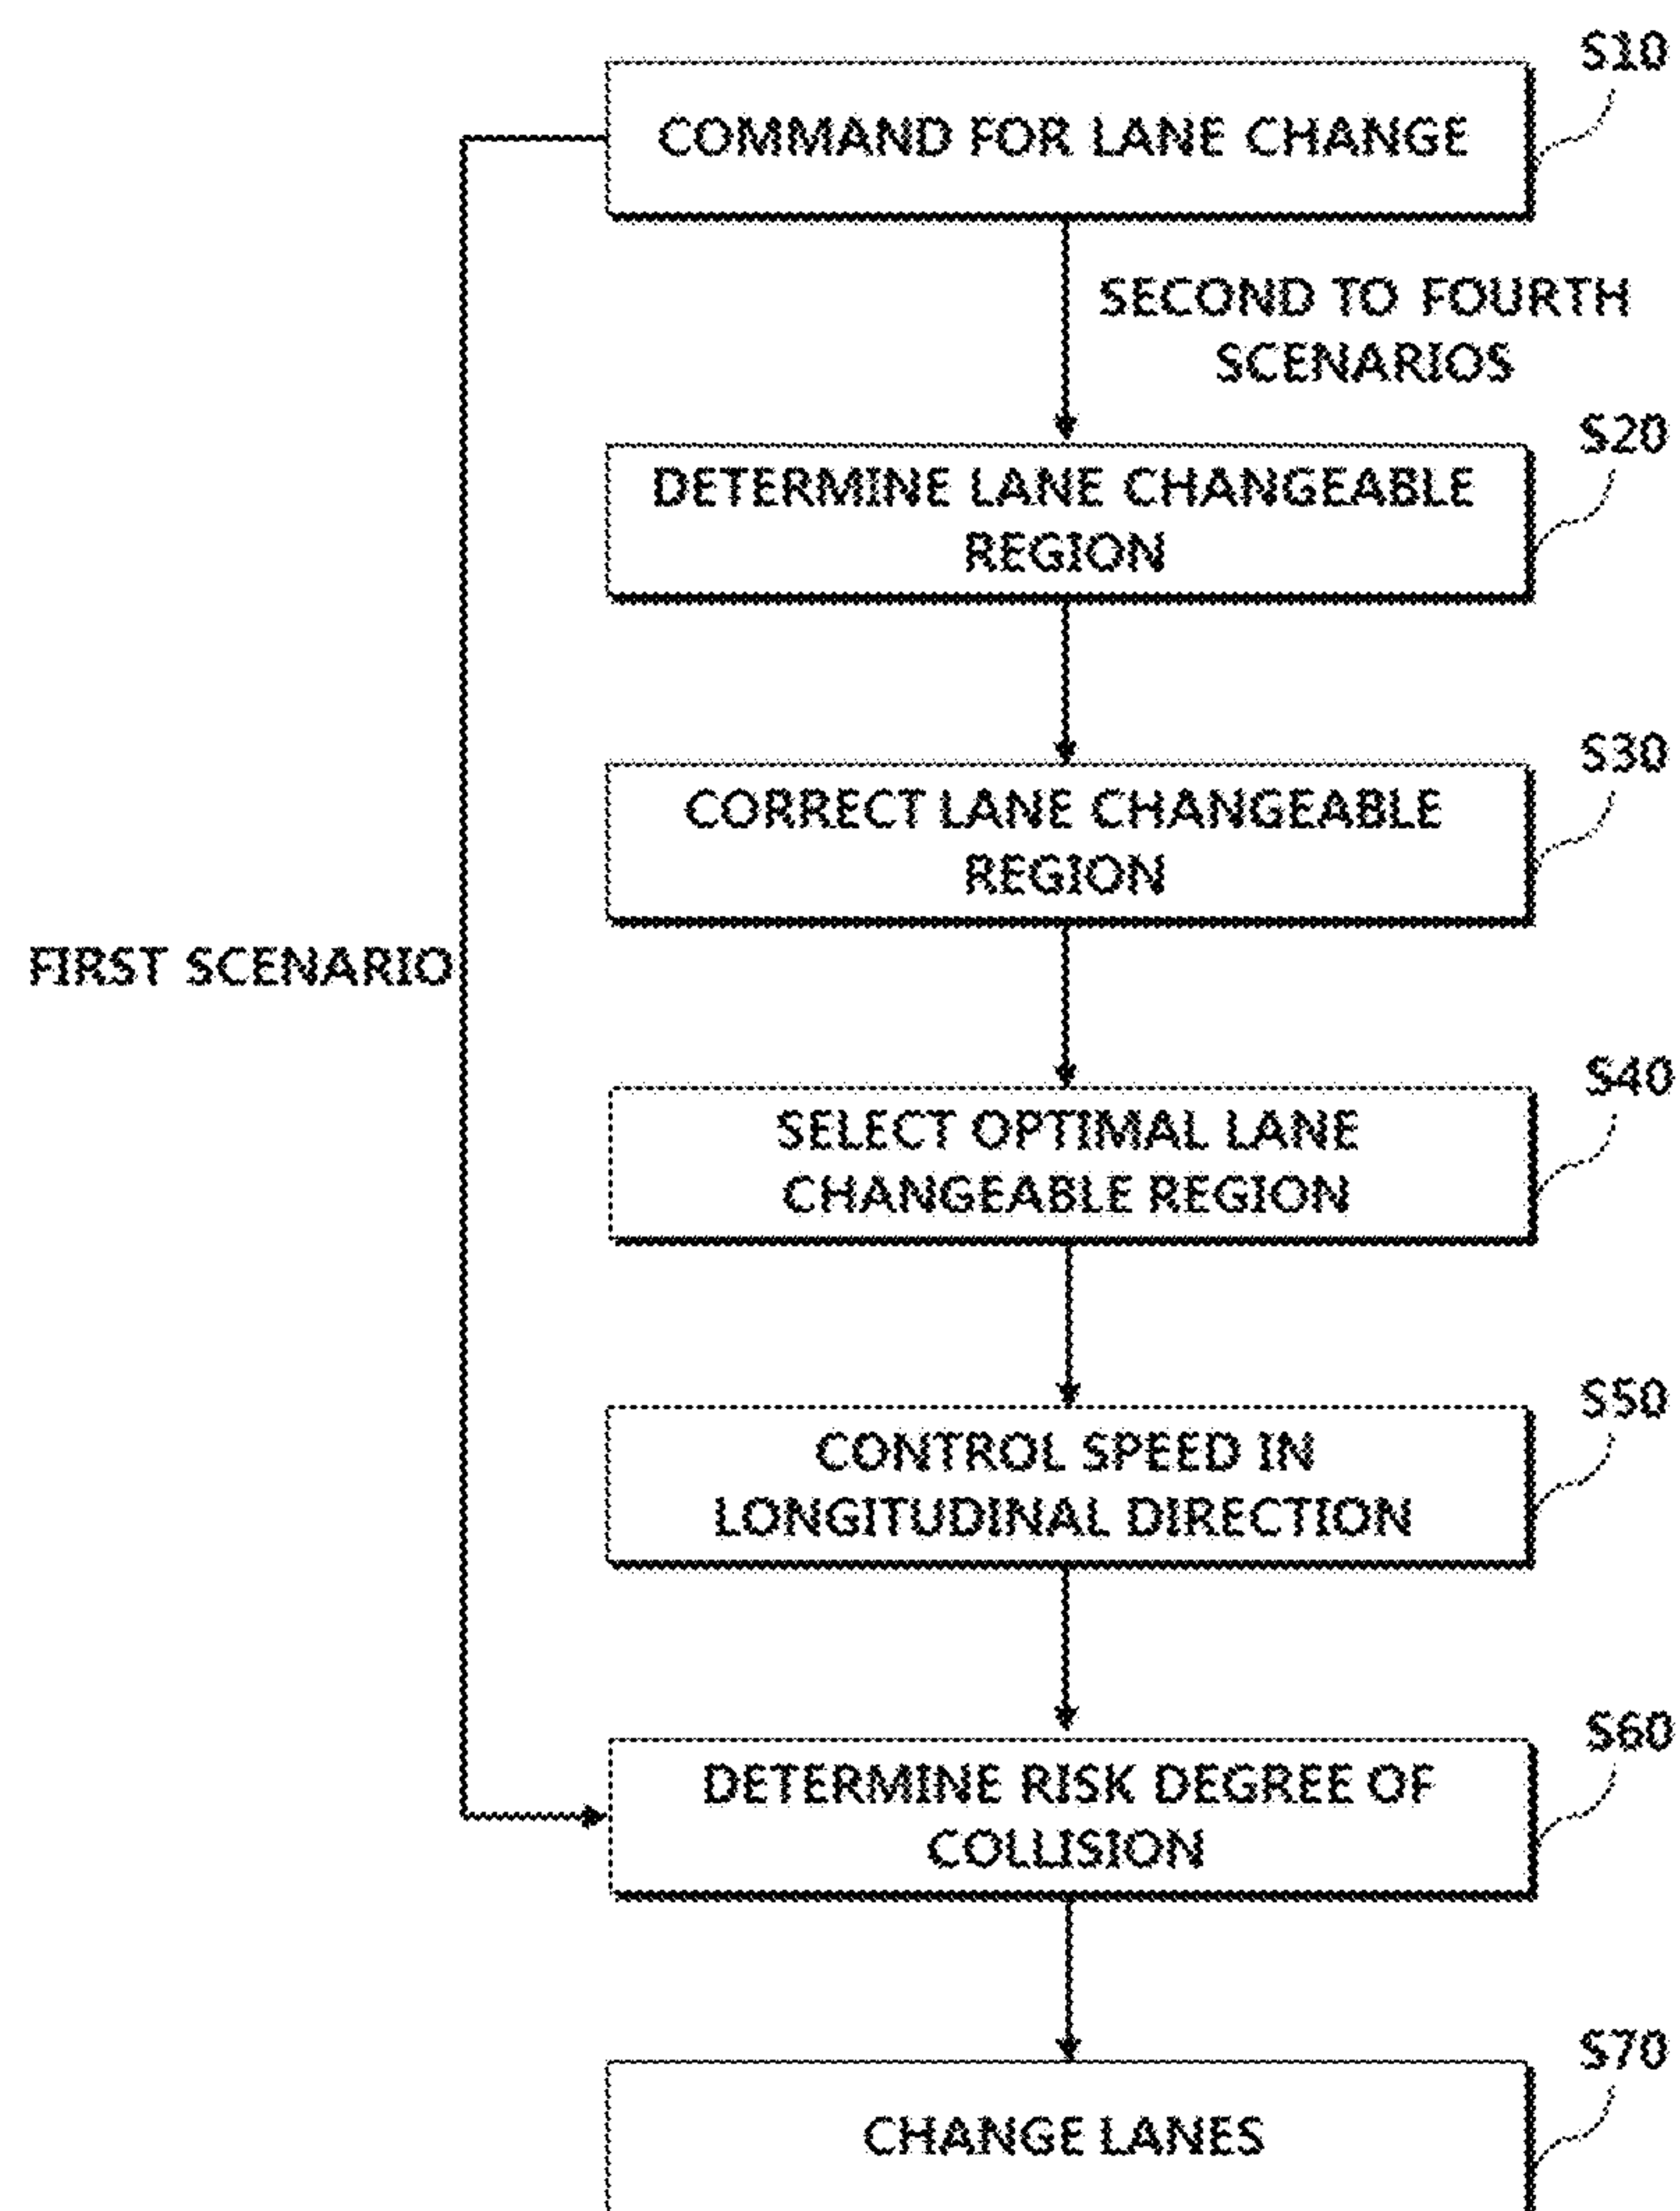 S10
COMMAND FOR LANE CHANGE
SECOND TO FOURTH
SCENARIOS
S20
DETERMINE LANE CHANGEABLE
REGION
S30
CORRECT LANE CHANGEABLE
REGION
FIRST SCENARIO
S40
SELECT OPTIMAL LANE
CHANGEABLE REGION
S50
CONTROL SPEED IN
LONGITUDINAL DIRECTION
S60
DETERMINE RISK DEGREE OF
COLLISION
S70
CHANGE LANES